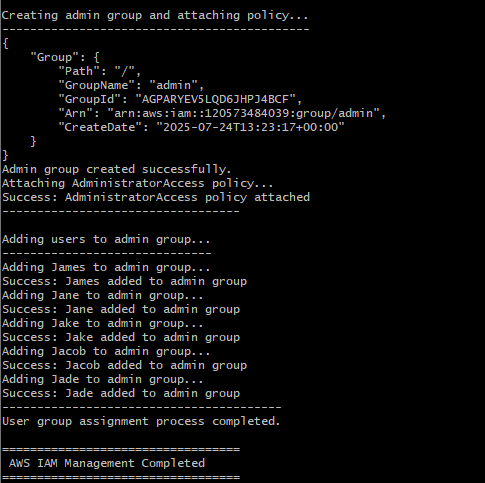 Creating admin group and attaching policy...
--------------------------------------------
{
    "Group": {
        "Path": "/",
        "GroupName": "admin",
        "GroupId": "AGPARYEV5LQD6JHPJ4BCF",
        "Arn": "arn:aws:iam::120573484039:group/admin",
        "CreateDate": "2025-07-24T13:23:17+00:00"
    }
}
Admin group created successfully.
Attaching AdministratorAccess policy...
Success: AdministratorAccess policy attached
----------------------------------
Adding users to admin group...
------------------------------
Adding James to admin group...
Success: James added to admin group
Adding Jane to admin group...
Success: Jane added to admin group
Adding Jake to admin group...
Success: Jake added to admin group
Adding Jacob to admin group...
Success: Jacob added to admin group
Adding Jade to admin group...
Success: Jade added to admin group
----------------------------------------
User group assignment process completed.
==================================
 AWS IAM Management Completed
==================================